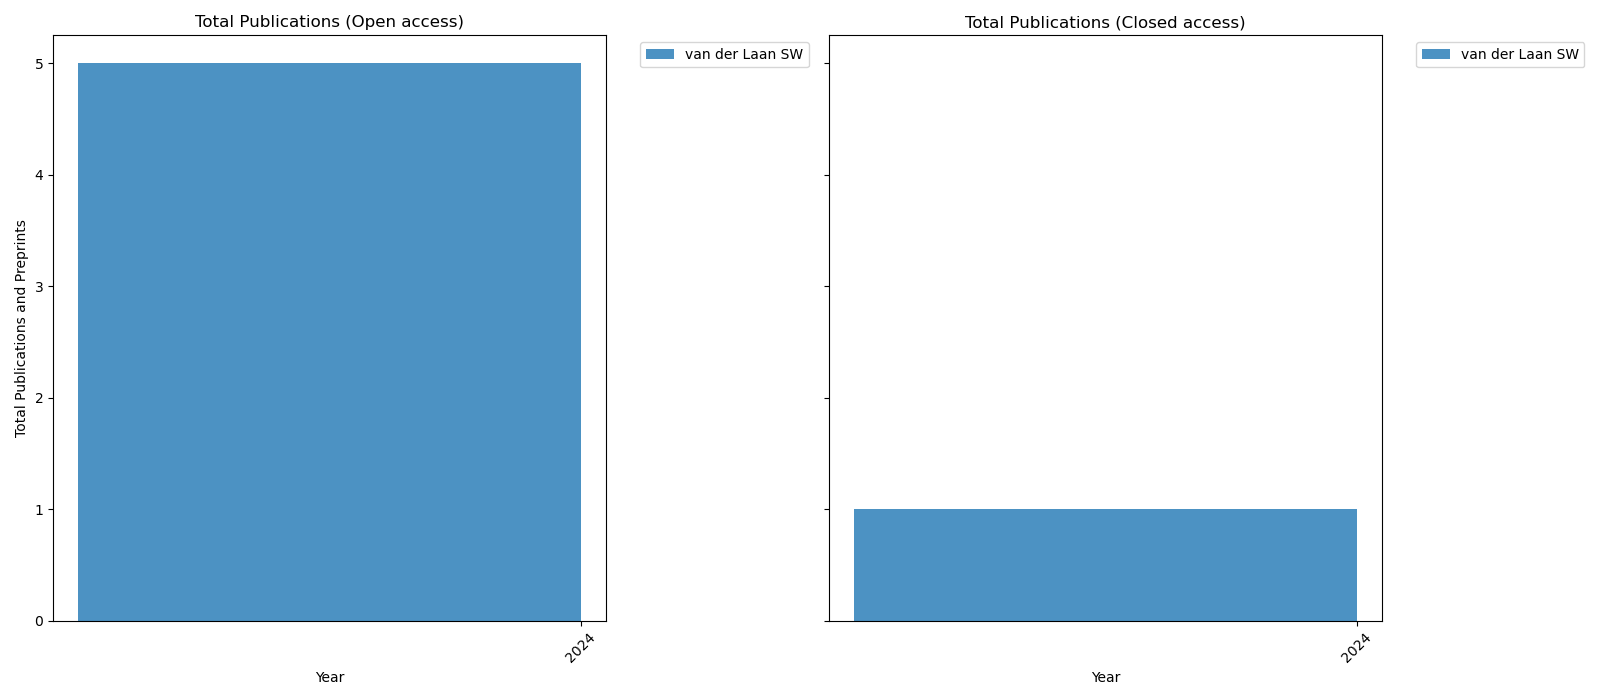 Total Publications (Open access)
van der Laan SW
5
4
3
2
1
0
Total Publications and Preprints
2024
Year
Total Publications (Closed access)
van der Laan SW
2024
Year